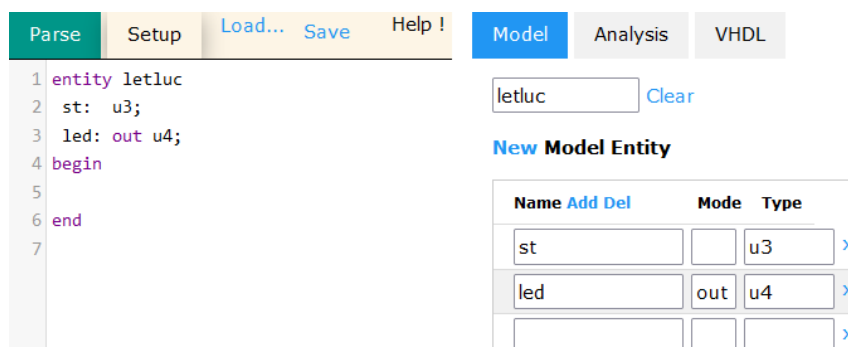 Parse Setup Load... Save Help !
1 entity letluc
2 st: u3;
3 led: out u4;
4 begin
5
6 end
7
Model Analysis VHDL
letluc Clear
New Model Entity
Name Add Del Mode Type
st u3 x
led out u4 x
x